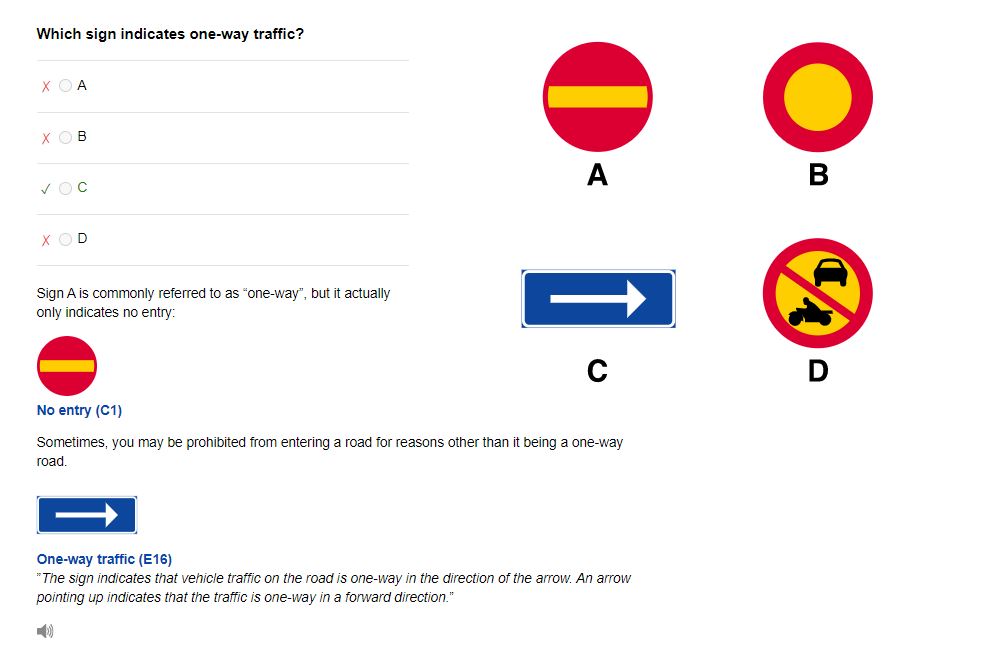 Which sign indicates one-way traffic?
A
B
C
D
Sign A is commonly referred to as “one-way”, but it actually
only indicates no entry:
No entry (C1)
Sometimes, you may be prohibited from entering a road for reasons other than it being a one-way
road.
One-way traffic (E16)
”The sign indicates that vehicle traffic on the road is one-way in the direction of the arrow. An arrow
pointing up indicates that the traffic is one-way in a forward direction.”
A
B
C
D